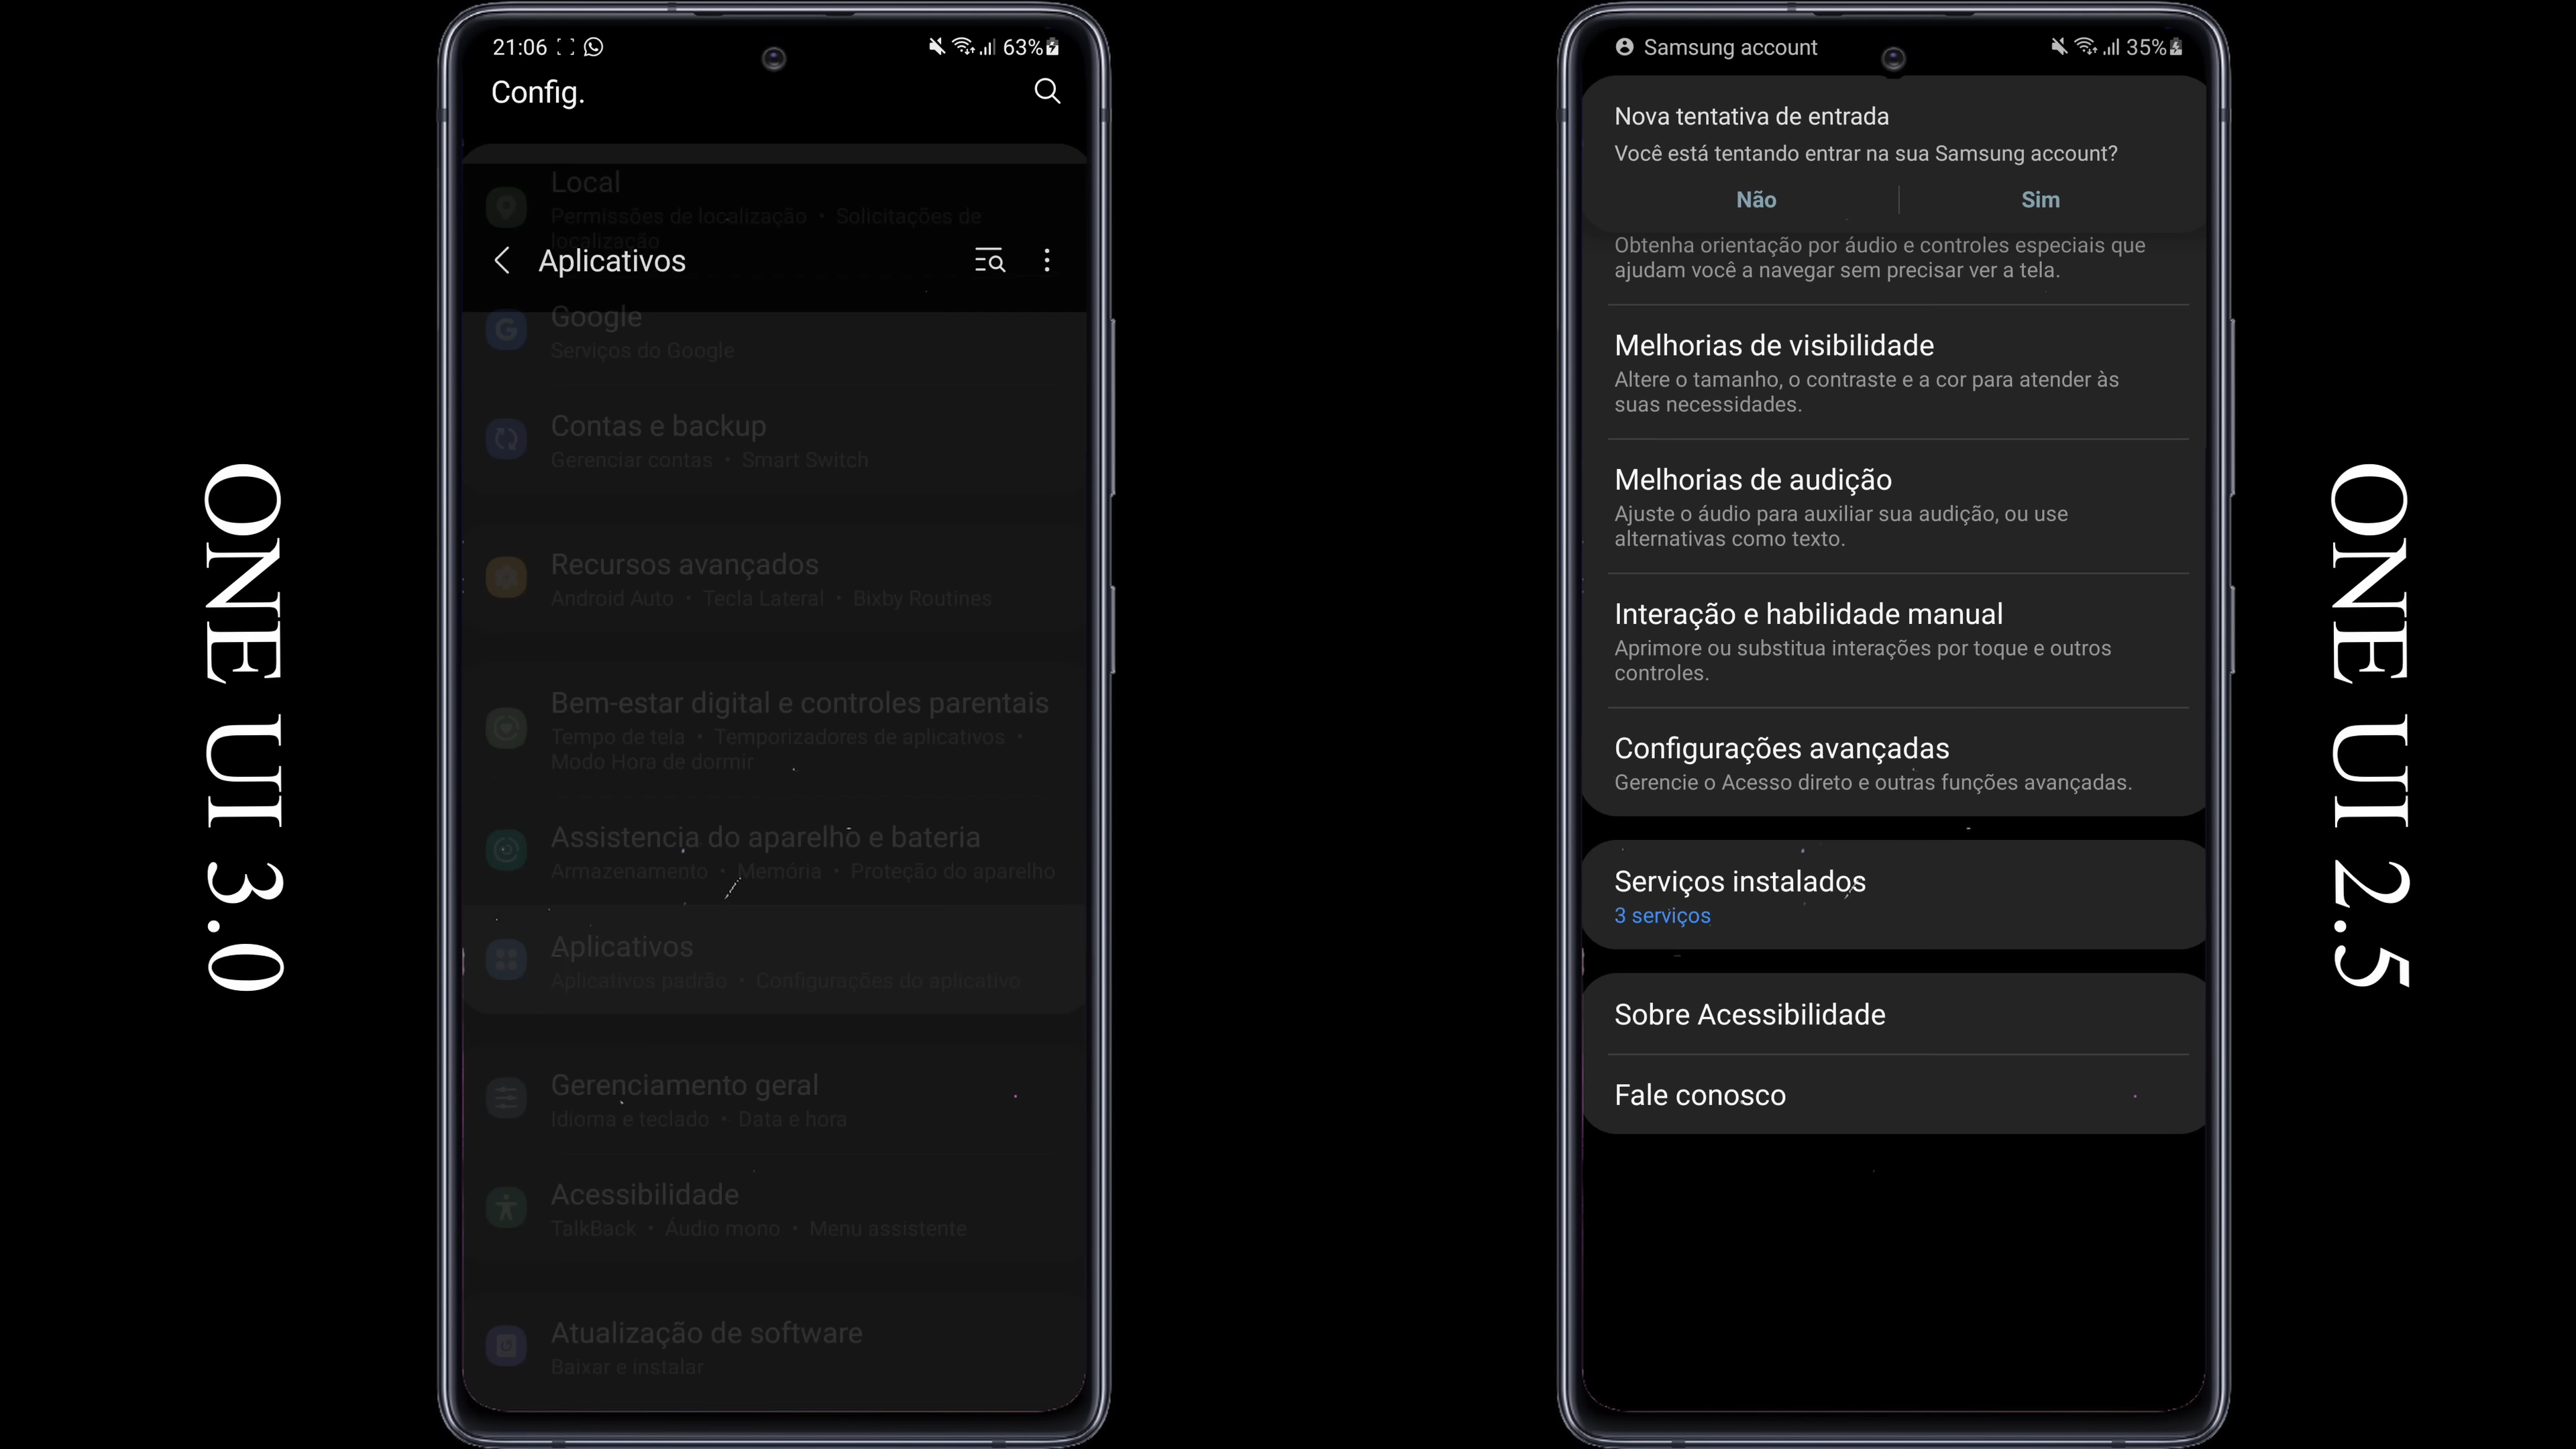 ONE UI 3.0
21:06
63%
Config.
Local
Permissões de localização • Solicitações de
localização
Aplicativos
Google
Serviços do Google
Contas e backup
Gerenciar contas • Smart Switch
Recursos avançados
Android Auto • Tecla Lateral • Bixby Routines
Bem-estar digital e controles parentais
Tempo de tela • Temporizadores de aplicativos •
Modo Hora de dormir
Assistencia do aparelho e bateria
Armazenamento • Memória • Proteção do aparelho
Aplicativos
Aplicativos padrão • Configurações do aplicativo
Gerenciamento geral
Idioma e teclado • Data e hora
Acessibilidade
TalkBack • Áudio mono • Menu assistente
Atualização de software
Baixar e instalar
Samsung account
35%
Nova tentativa de entrada
Você está tentando entrar na sua Samsung account?
Não
Sim
Obtenha orientação por áudio e controles especiais que
ajudam você a navegar sem precisar ver a tela.
Melhorias de visibilidade
Altere o tamanho, o contraste e a cor para atender às
suas necessidades.
Melhorias de audição
Ajuste o áudio para auxiliar sua audição, ou use
alternativas como texto.
Interação e habilidade manual
Aprimore ou substitua interações por toque e outros
controles.
Configurações avançadas
Gerencie o Acesso direto e outras funções avançadas.
Serviços instalados
3 serviços
Sobre Acessibilidade
Fale conosco
ONE UI 2.5